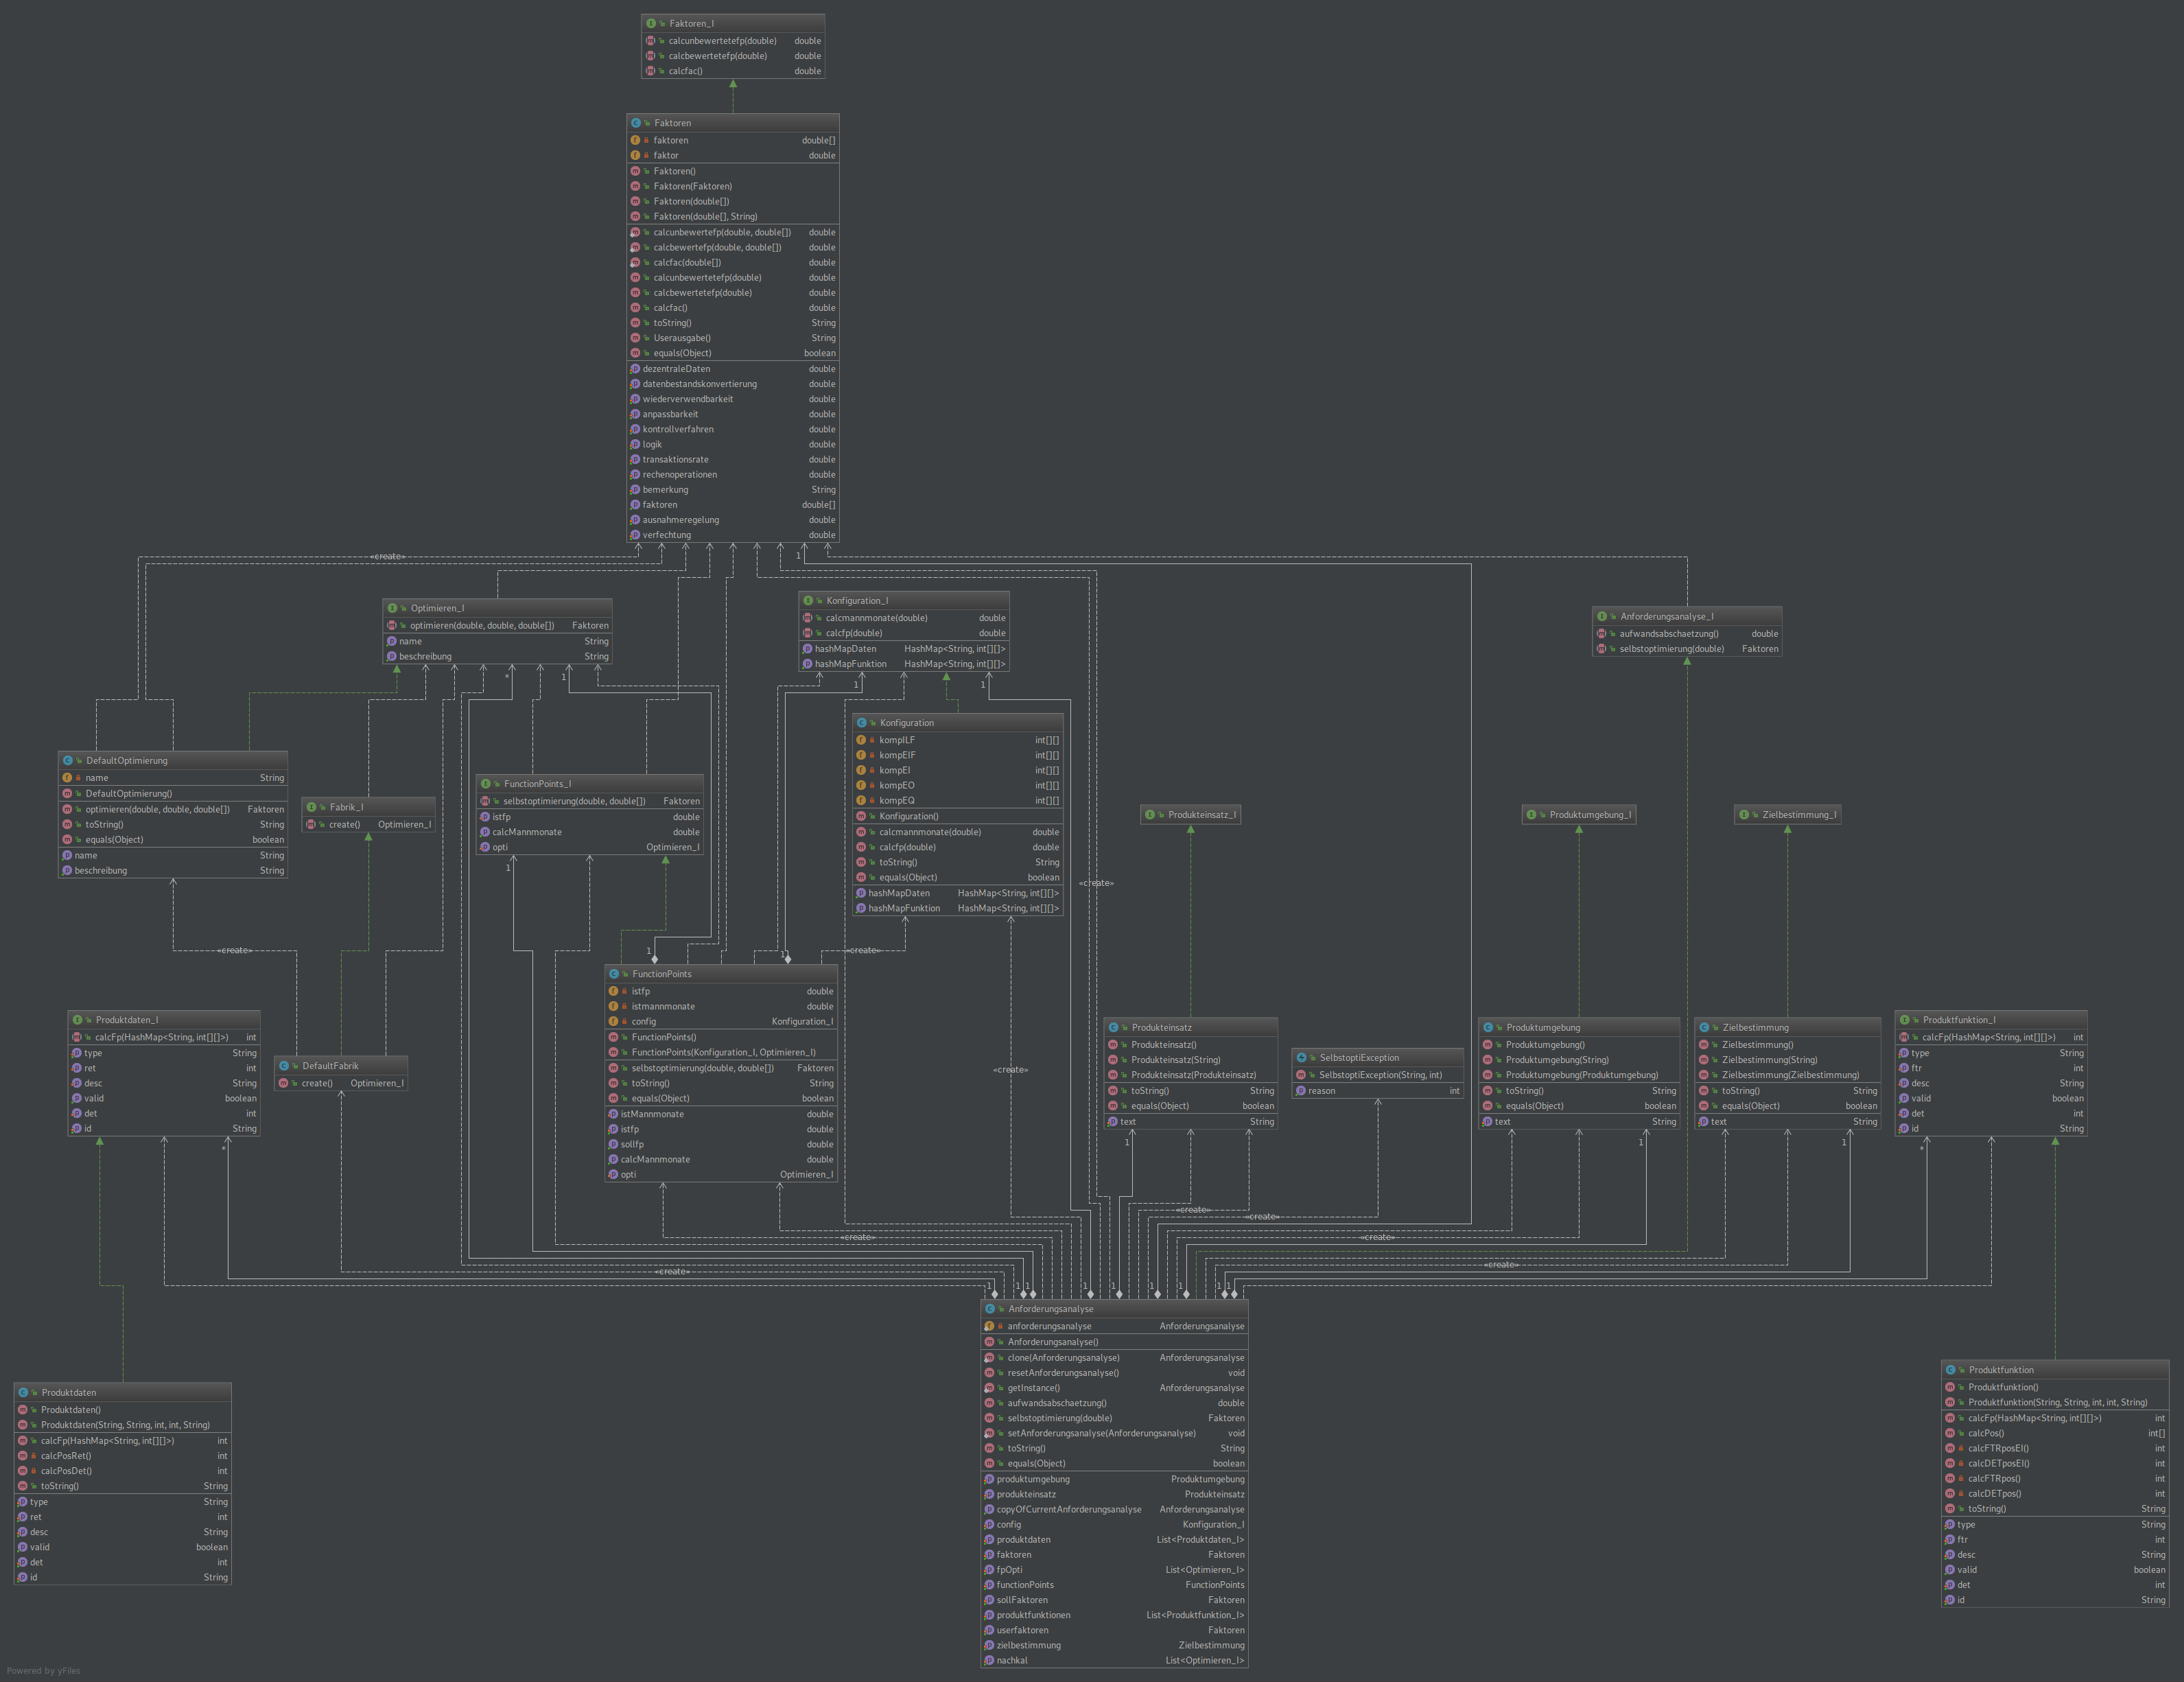 Faktoren_I
calcunbewertetefp(double) double
calcbewertetefp(double) double
calcfac() double
Faktoren
faktoren double[]
faktor double
Faktoren()
Faktoren(Faktoren)
Faktoren(double[])
Faktoren(double[], String)
calcunbewertefp(double, double[]) double
calcbewertefp(double, double[]) double
calcfac(double[]) double
calcunbewertetefp(double) double
calcbewertetefp(double) double
calcfac() double
toString() String
Userausgabe() String
equals(Object) boolean
dezentraleDaten double
datenbestandskonvertierung double
wiederverwendbarkeit double
anpassbarkeit double
kontrollverfahren double
logik double
transaktionsrate double
rechenoperationen double
bemerkung String
faktoren double[]
ausnahmeregelung double
verfechtung double
«create»
1
Optimieren_I
optimieren(double, double, double[]) Faktoren
name String
beschreibung String
*
1
Konfiguration_I
calcmannmonate(double) double
calcfp(double) double
hashMapDaten HashMap<String, int[][]>
hashMapFunktion HashMap<String, int[][]>
1
1
Anforderungsanalyse_I
aufwandsabschaetzung() double
selbstoptimierung(double) Faktoren
DefaultOptimierung
name String
DefaultOptimierung()
optimieren(double, double, double[]) Faktoren
toString() String
equals(Object) boolean
name String
beschreibung String
Fabrik_I
create() Optimieren_I
FunctionPoints_I
selbstoptimierung(double, double[]) Faktoren
istfp double
calcMannmonate double
opti Optimieren_I
1
Konfiguration
kompILF int[][]
kompEIF int[][]
kompEI int[][]
kompEO int[][]
kompEQ int[][]
Konfiguration()
calcmannmonate(double) double
calcfp(double) double
toString() String
equals(Object) boolean
hashMapDaten HashMap<String, int[][]>
hashMapFunktion HashMap<String, int[][]>
«create»
Produkteinsatz_I
Produktumgebung_I
Zielbestimmung_I
«create»
1
1
«create»
FunctionPoints
istfp double
istmannmonate double
config Konfiguration_I
FunctionPoints()
FunctionPoints(Konfiguration_I, Optimieren_I)
selbstoptimierung(double, double[]) Faktoren
toString() String
equals(Object) boolean
istMannmonate double
istfp double
sollfp double
calcMannmonate double
opti Optimieren_I
Produktdaten_I
calcFp(HashMap<String, int[][]>) int
type String
ret int
desc String
valid boolean
det int
id String
*
DefaultFabrik
create() Optimieren_I
«create»
Produkteinsatz
Produkteinsatz()
Produkteinsatz(String)
Produkteinsatz(Produkteinsatz)
toString() String
equals(Object) boolean
text String
1
SelbstoptiException
SelbstoptiException(String, int)
reason int
Produktumgebung
Produktumgebung()
Produktumgebung(String)
Produktumgebung(Produktumgebung)
toString() String
equals(Object) boolean
text String
1
Zielbestimmung
Zielbestimmung()
Zielbestimmung(String)
Zielbestimmung(Zielbestimmung)
toString() String
equals(Object) boolean
text String
1
Produktfunktion_I
calcFp(HashMap<String, int[][]>) int
type String
ftr int
desc String
valid boolean
det int
id String
*
«create»
«create»
«create»
«create»
«create»
«create»
1 1 1 1 1 1 1 1 1
Anforderungsanalyse
anforderungsanalyse Anforderungsanalyse
Anforderungsanalyse()
clone(Anforderungsanalyse) Anforderungsanalyse
resetAnforderungsanalyse() void
getInstance() Anforderungsanalyse
aufwandsabschaetzung() double
selbstoptimierung(double) Faktoren
setAnforderungsanalyse(Anforderungsanalyse) void
toString() String
equals(Object) boolean
produktumgebung Produktumgebung
produkteinsatz Produkteinsatz
copyOfCurrentAnforderungsanalyse Anforderungsanalyse
config Konfiguration_I
produktdaten List<Produktdaten_I>
faktoren Faktoren
fpOpti List<Optimieren_I>
functionPoints FunctionPoints
sollFaktoren Faktoren
produktfunktionen List<Produktfunktion_I>
userfaktoren Faktoren
zielbestimmung Zielbestimmung
nachkal List<Optimieren_I>
Produktdaten
Produktdaten()
Produktdaten(String, String, int, int, String)
calcFp(HashMap<String, int[][]>) int
calcPosRet() int
calcPosDet() int
toString() String
type String
ret int
desc String
valid boolean
det int
id String
Produktfunktion
Produktfunktion()
Produktfunktion(String, String, int, int, String)
calcFp(HashMap<String, int[][]>) int
calcPos() int[]
calcFTRposEI() int
calcDETposEI() int
calcFTRpos() int
calcDETpos() int
toString() String
type String
ftr int
desc String
valid boolean
det int
id String
Powered by yFiles